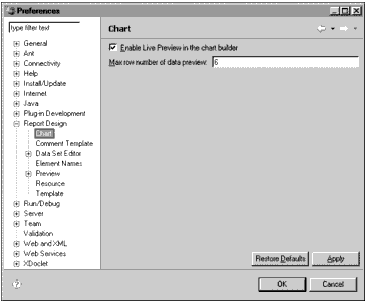 Preferences
type filter text
General
Ant
Connectivity
Help
Install/Update
Internet
Java
Plug-in Development
Report Design
Chart
Comment Template
Data Set Editor
Element Names
Preview
Resource
Template
Run/Debug
Server
Team
Validation
Web and XML
Web Services
XDoclet
Chart
Enable Live Preview in the chart builder
Max row number of data preview: 6
Restore Defaults Apply
? OK Cancel